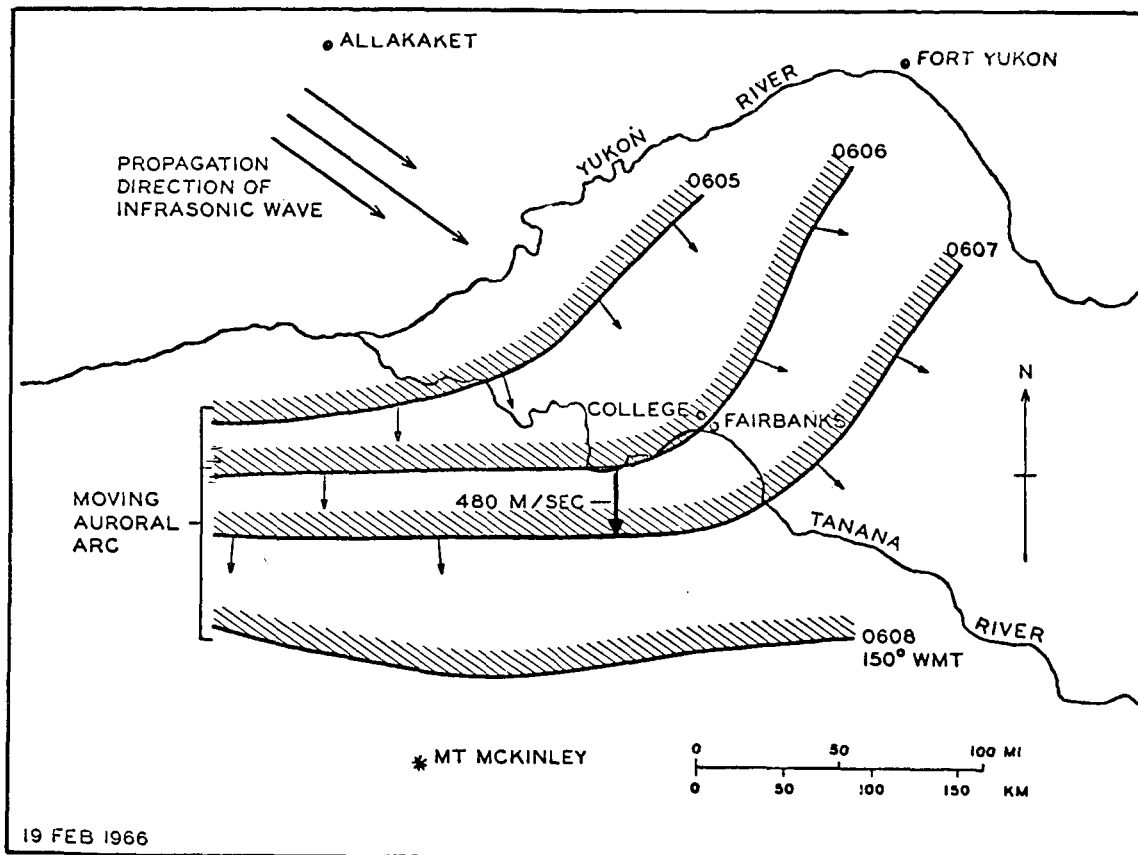 ALLAKAKET
FORT YUKON
YUKON RIVER
PROPAGATION
DIRECTION OF
INFRASONIC WAVE
0605
0606
0607
N
COLLEGE
FAIRBANKS
480 M/SEC
MOVING
AURORAL
ARC
TANANA
RIVER
0608
150° WMT
MT MCKINLEY
0 50 100 MI
0 50 100 150 KM
19 FEB 1966